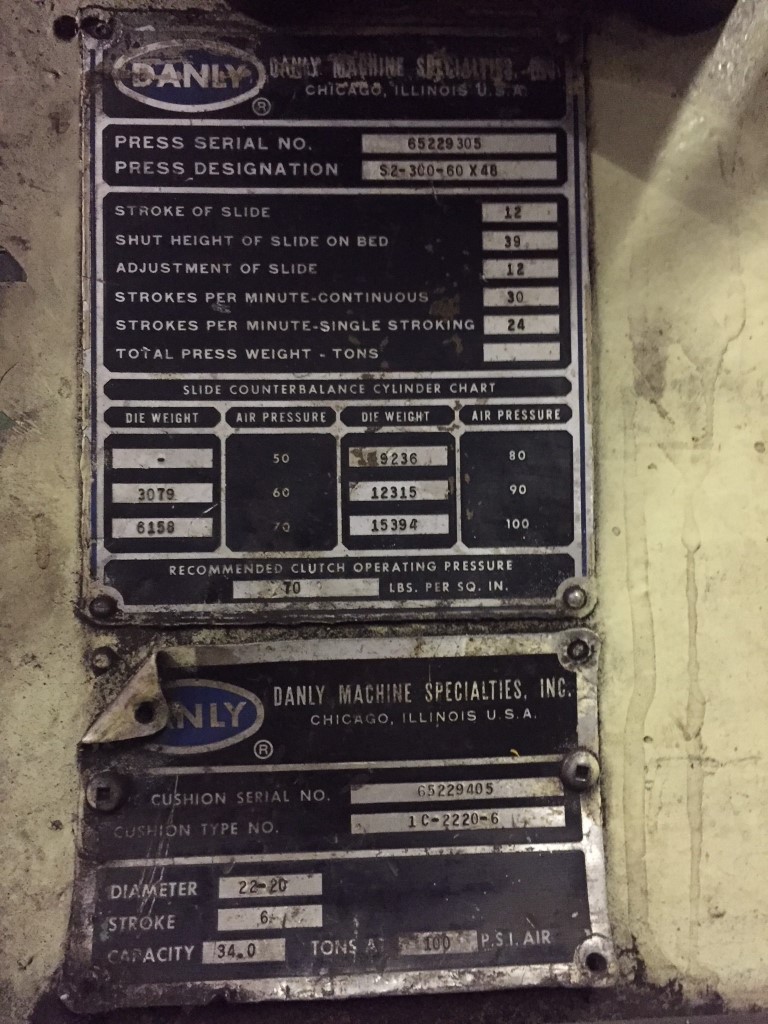 DANLY DANLY MACHINE SPECIALTIES, INC.
CHICAGO, ILLINOIS U.S.A.
®
PRESS SERIAL NO. 65229305
PRESS DESIGNATION S2-300-60 X 48
STROKE OF SLIDE 12
SHUT HEIGHT OF SLIDE ON BED 39
ADJUSTMENT OF SLIDE 12
STROKES PER MINUTE-CONTINUOUS 30
STROKES PER MINUTE-SINGLE STROKING 24
TOTAL PRESS WEIGHT - TONS
SLIDE COUNTERBALANCE CYLINDER CHART
DIE WEIGHT AIR PRESSURE DIE WEIGHT AIR PRESSURE
- 50 9236 80
3079 60 12315 90
6158 70 15394 100
RECOMMENDED CLUTCH OPERATING PRESSURE
70 LBS. PER SQ. IN.
ANLY DANLY MACHINE SPECIALTIES, INC.
CHICAGO, ILLINOIS U.S.A.
®
CUSHION SERIAL NO. 65229405
CUSHION TYPE NO. 1C-2220-6
DIAMETER 22-20
STROKE 6
CAPACITY 34.0 TONS AT 100 P.S.I. AIR